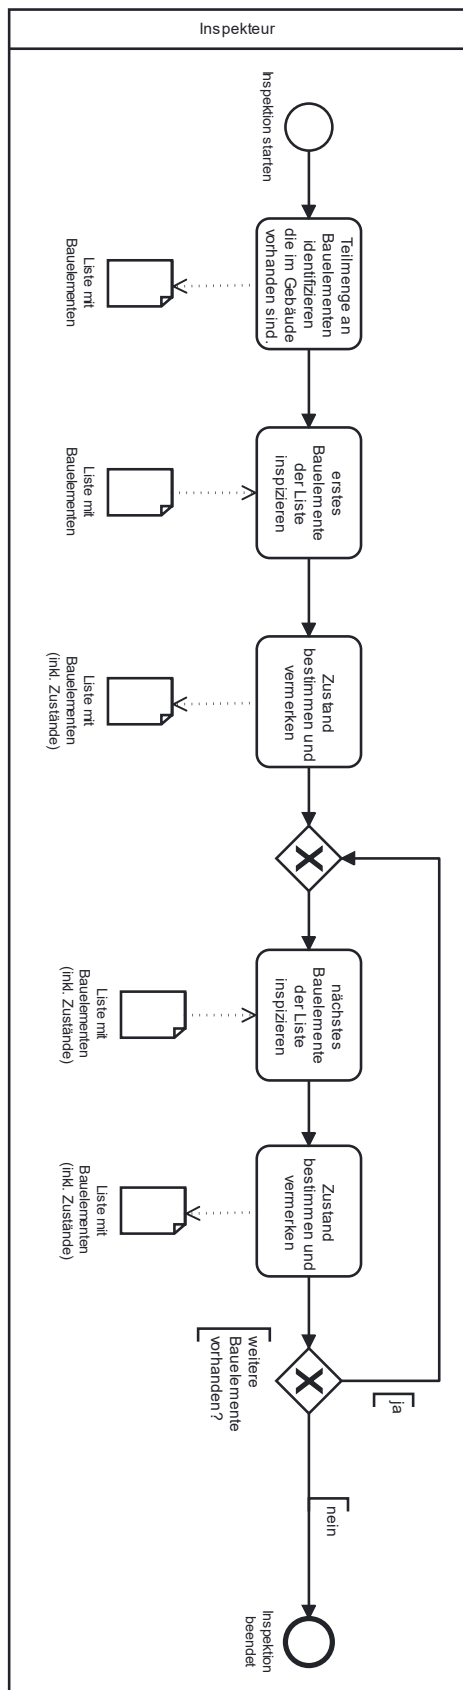 Inspekteur
Inspektion starten
Teilmenge an
Bauelementen
identifizieren
die im Gebäude
vorhanden sind.
Liste mit
Bauelementen
erstes
Bauelemente
der Liste
inspizieren
Liste mit
Bauelementen
Zustand
bestimmen und
vermerken
Liste mit
Bauelementen
(inkl. Zustände)
nächstes
Bauelemente
der Liste
inspizieren
Liste mit
Bauelementen
(inkl. Zustände)
Zustand
bestimmen und
vermerken
Liste mit
Bauelementen
(inkl. Zustände)
weitere
Bauelemente
vorhanden?
ja
nein
Inspektion
beendet